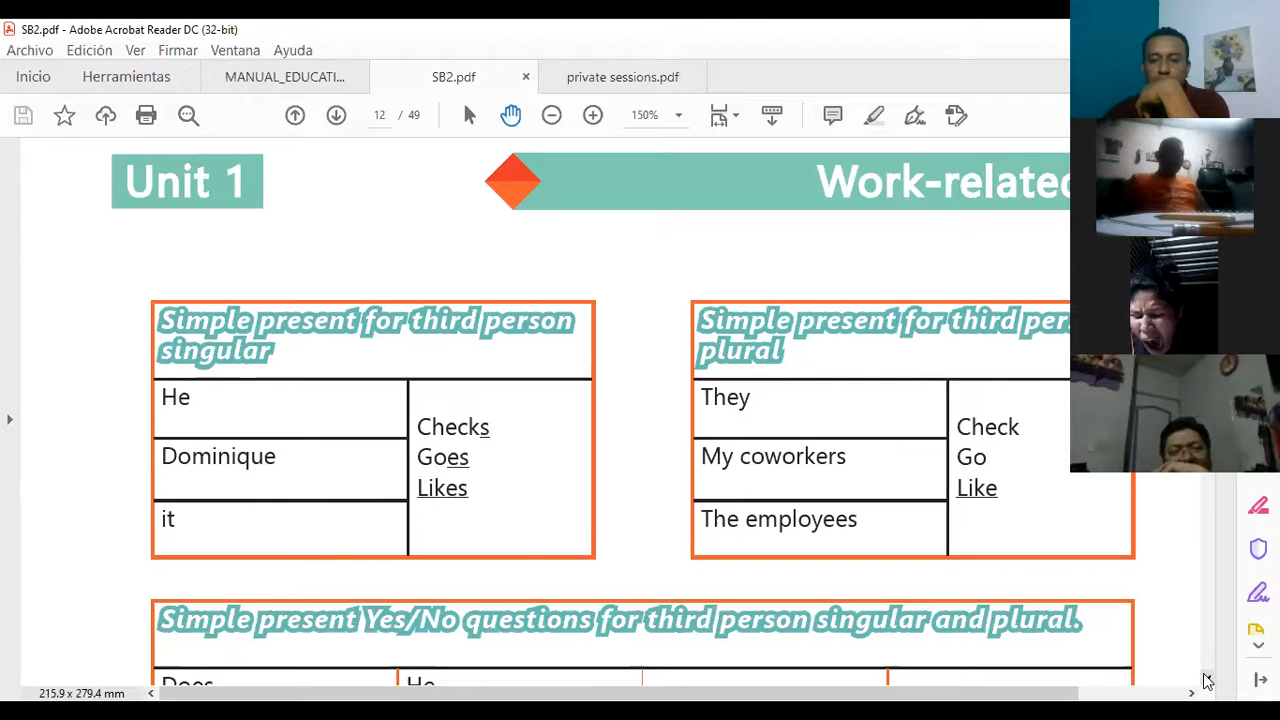 SB2.pdf - Adobe Acrobat Reader DC (32-bit)
Archivo Edición Ver Firmar Ventana Ayuda
Inicio Herramientas MANUAL_EDUCATI... SB2.pdf × private sessions.pdf
12 / 49 150%
Unit 1 Work-related
Simple present for third person
singular
He
Dominique
it
Checks
Goes
Likes
Simple present for third per
plural
They
My coworkers
The employees
Check
Go
Like
Simple present Yes/No questions for third person singular and plural.
Does He
215.9 x 279.4 mm